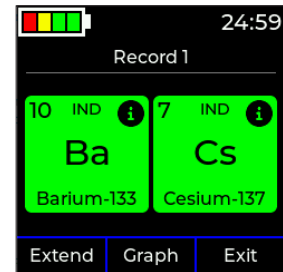 24:59
Record 1
10 IND i 7 IND i
Ba Cs
Barium-133 Cesium-137
Extend Graph Exit